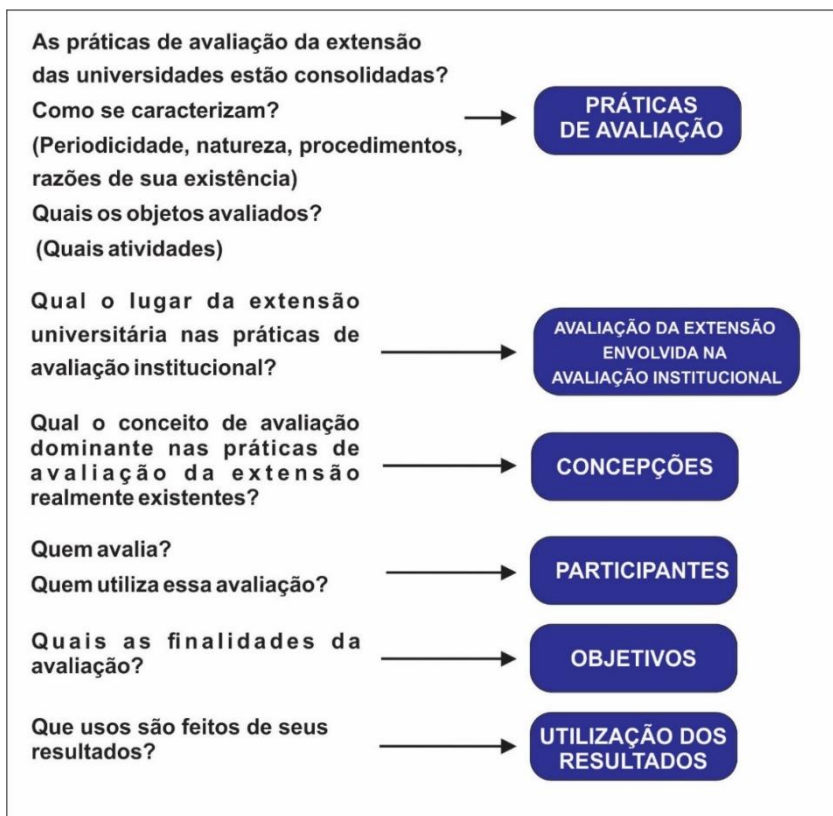 As práticas de avaliação da extensão
das universidades estão consolidadas?
Como se caracterizam?
(Periodicidade, natureza, procedimentos,
razões de sua existência)
Quais os objetos avaliados?
(Quais atividades)
PRÁTICAS
DE AVALIAÇÃO
Qual o lugar da extensão
universitária nas práticas de
avaliação institucional?
AVALIAÇÃO DA EXTENSÃO
ENVOLVIDA NA
AVALIAÇÃO INSTITUCIONAL
Qual o conceito de avaliação
dominante nas práticas de
avaliação da extensão
realmente existentes?
CONCEPÇÕES
Quem avalia?
Quem utiliza essa avaliação?
PARTICIPANTES
Quais as finalidades da
avaliação?
OBJETIVOS
Que usos são feitos de seus
resultados?
UTILIZAÇÃO DOS
RESULTADOS